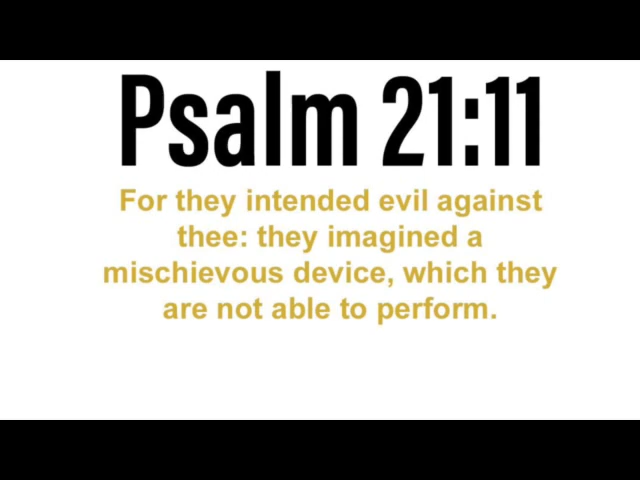 Psalm 21:11
For they intended evil against
thee: they imagined a
mischievous device, which they
are not able to perform.